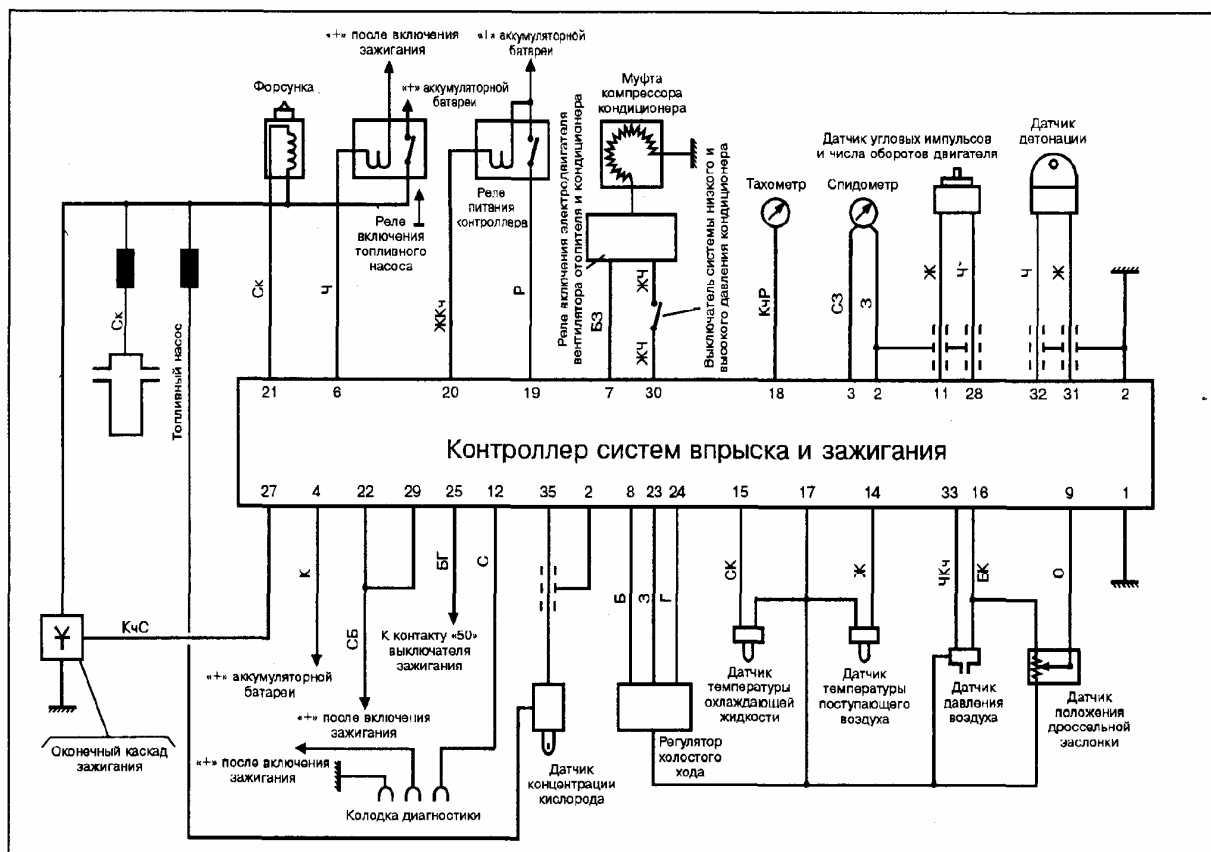 «+» после включения
зажигания
«I» аккумуляторной
батареи
Форсунка
«+» аккумуляторной
батареи
Реле
включения
топливного
насоса
Реле
питания
контроллера
Реле включения электродвигателя
вентилятора отопителя и кондиционера
Муфта
компрессора
кондиционера
Выключатель системы низкого и
высокого давления кондиционера
Тахометр
Спидометр
Датчик угловых импульсов
и числа оборотов двигателя
Датчик
детонации
Ск
Топливный насос
Ск
Ч
ЖКч
Р
БЗ
ЖЧ
ЖЧ
КчР
СЗ
З
Ж
Ч
Ч
Ж
21 6 20 19 7 30 18 3 2 11 28 32 31 2
Контроллер систем впрыска и зажигания
27 4 22 29 25 12 35 2 8 23 24 15 17 14 33 16 9 1
КчС
К
СБ
БГ
С
Б
З
Г
СК
Ж
ЧКч
БК
О
Оконечный каскад
зажигания
«+» аккумуляторной
батареи
«+» после включения
зажигания
К контакту «50»
выключателя
зажигания
«+» после включения
зажигания
Колодка диагностики
Датчик
концентрации
кислорода
Регулятор
холостого
хода
Датчик
температуры
охлаждающей
жидкости
Датчик
температуры
поступающего
воздуха
Датчик
давления
воздуха
Датчик
положения
дроссельной
заслонки